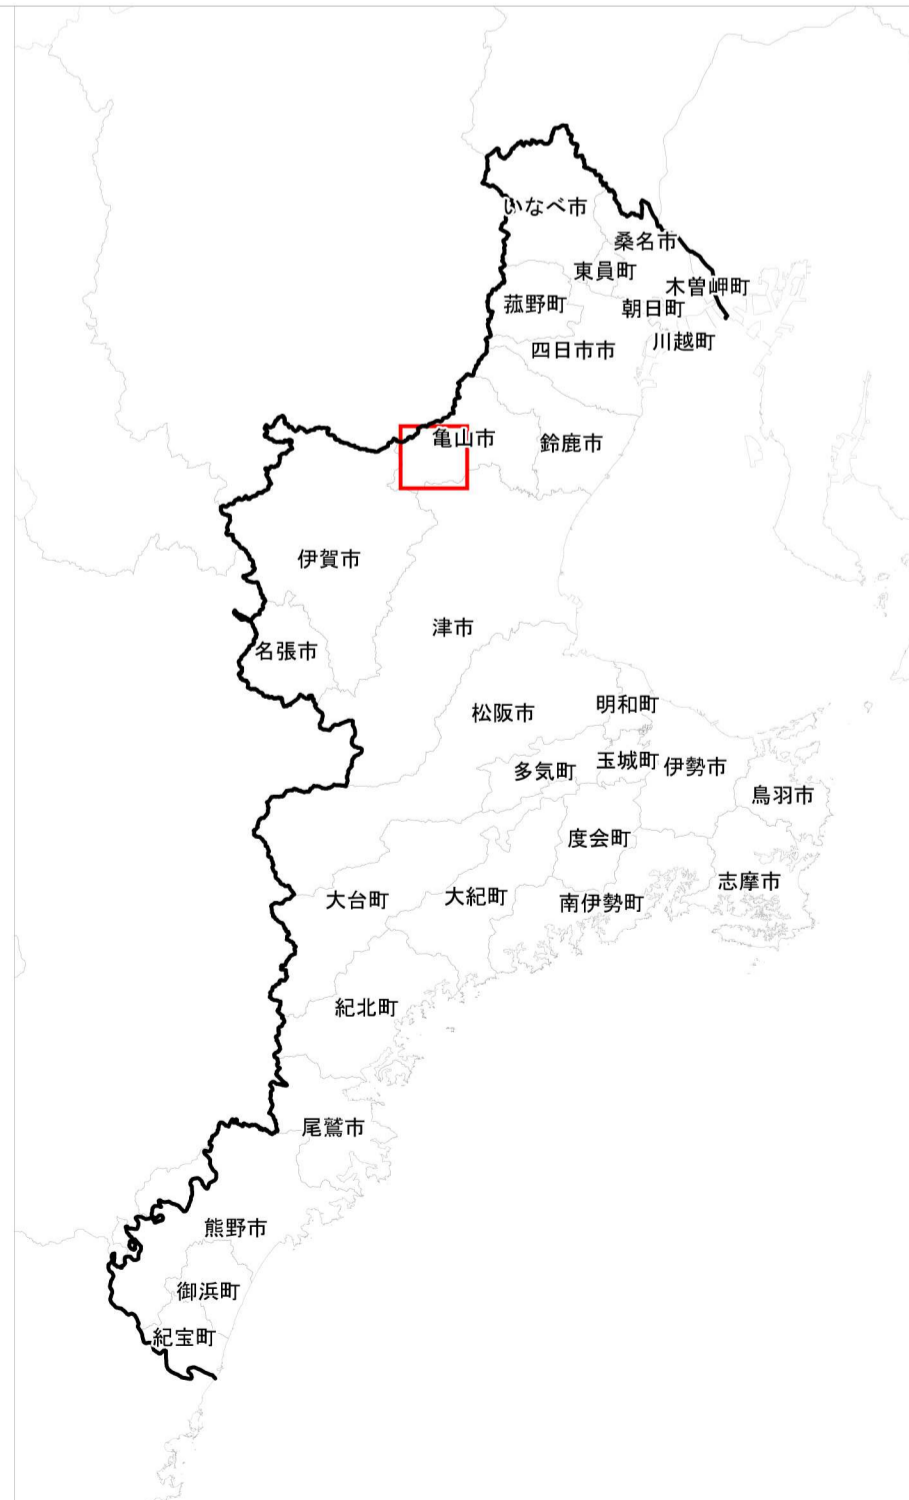 いなべ市
桑名市
東員町
木曽岬町
菰野町
朝日町
川越町
四日市市
亀山市
鈴鹿市
伊賀市
津市
名張市
松阪市
明和町
玉城町
伊勢市
多気町
鳥羽市
度会町
志摩市
大台町
大紀町
南伊勢町
紀北町
尾鷲市
熊野市
御浜町
紀宝町